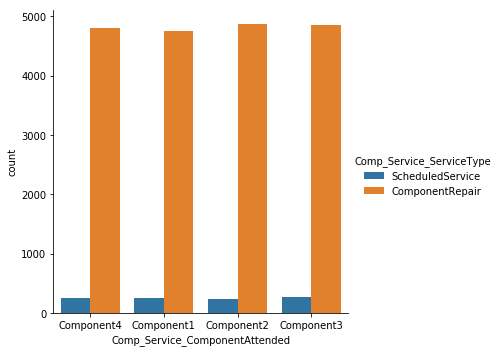 5000
4000
3000
2000
1000
0
count
Component4 Component1 Component2 Component3
Comp_Service_ComponentAttended
Comp_Service_ServiceType
ScheduledService
ComponentRepair